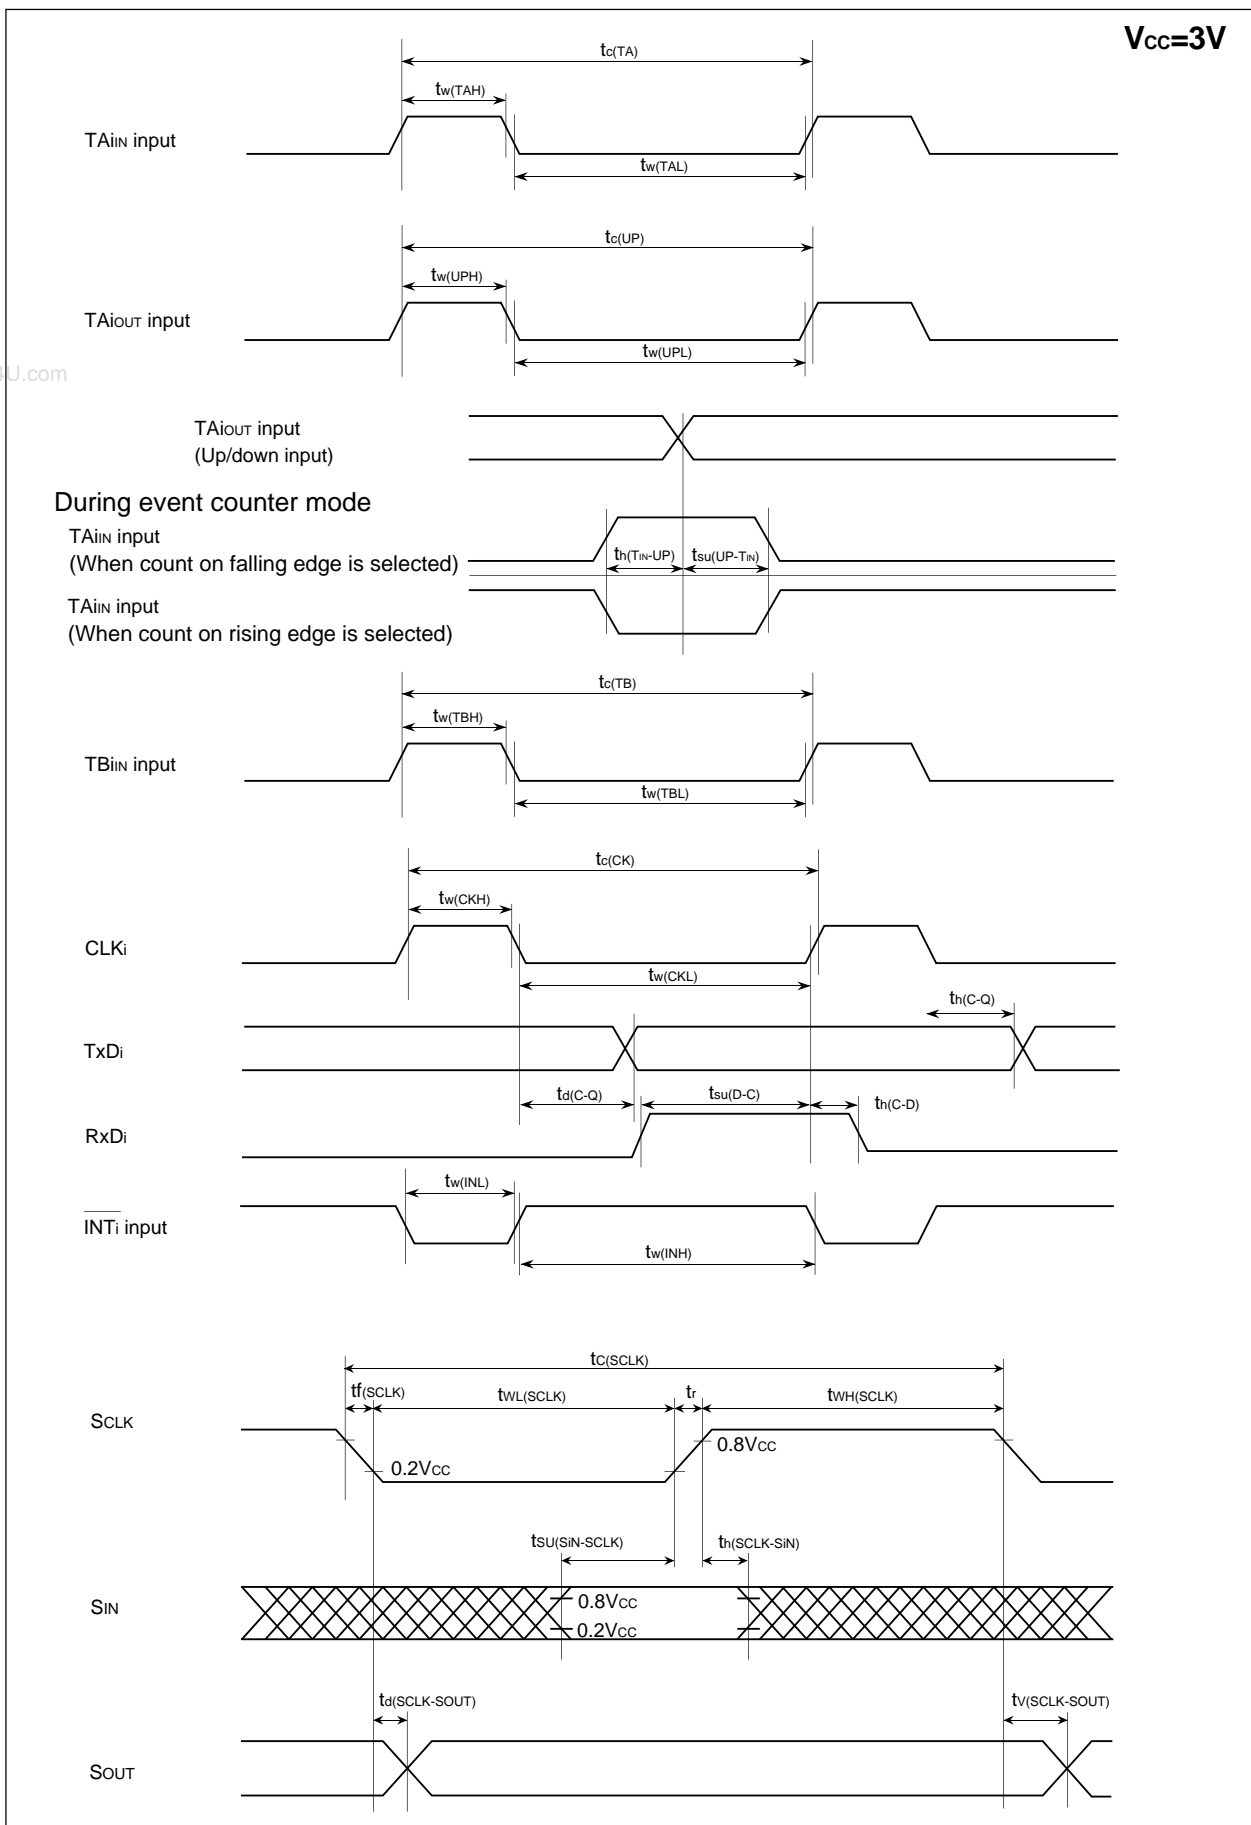 VCC=3V
tc(TA)
tw(TAH)
TAiIN input
tw(TAL)
tc(UP)
tw(UPH)
TAiOUT input
tw(UPL)
4U.com
TAiOUT input
(Up/down input)
During event counter mode
TAiIN input
(When count on falling edge is selected)
th(TIN-UP)
tsu(UP-TIN)
TAiIN input
(When count on rising edge is selected)
tc(TB)
tw(TBH)
TBiIN input
tw(TBL)
tc(CK)
tw(CKH)
CLKi
tw(CKL)
th(C-Q)
TxDi
td(C-Q)
tsu(D-C)
th(C-D)
RxDi
tw(INL)
INTi input
tw(INH)
tC(SCLK)
tf(SCLK)
tWL(SCLK)
tr
tWH(SCLK)
SCLK
0.8VCC
0.2VCC
tSU(SiN-SCLK)
th(SCLK-SiN)
SIN
0.8VCC
0.2VCC
td(SCLK-SOUT)
tV(SCLK-SOUT)
SOUT